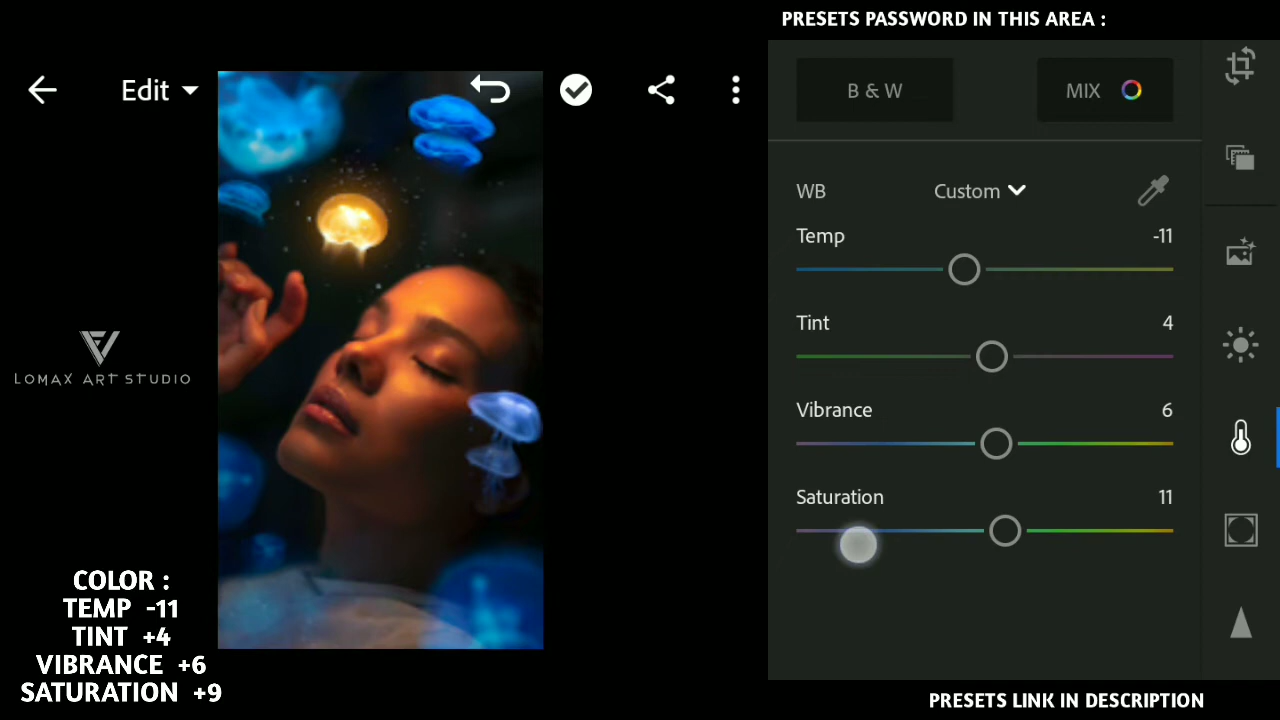 PRESETS PASSWORD IN THIS AREA :
Edit
B & W
MIX
WB
Custom
Temp
-11
Tint
4
Vibrance
6
Saturation
11
LOMAX ART STUDIO
COLOR :
TEMP -11
TINT +4
VIBRANCE +6
SATURATION +9
PRESETS LINK IN DESCRIPTION